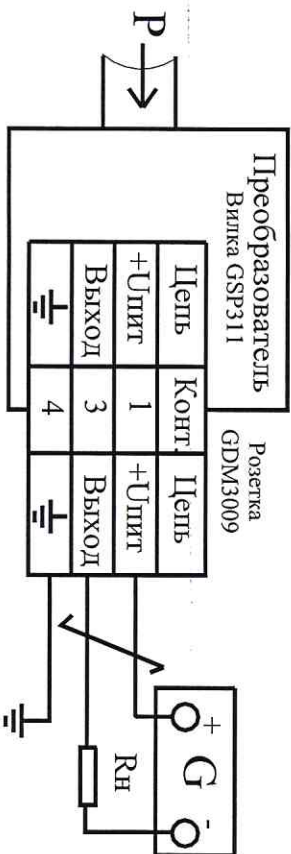 Преобразователь
Вилка GSP311
Розетка
GDM3009
P
Цепь Конт. Цепь
+Uпит 1 +Uпит
Выход 3 Выход
4
+ G -
Rн